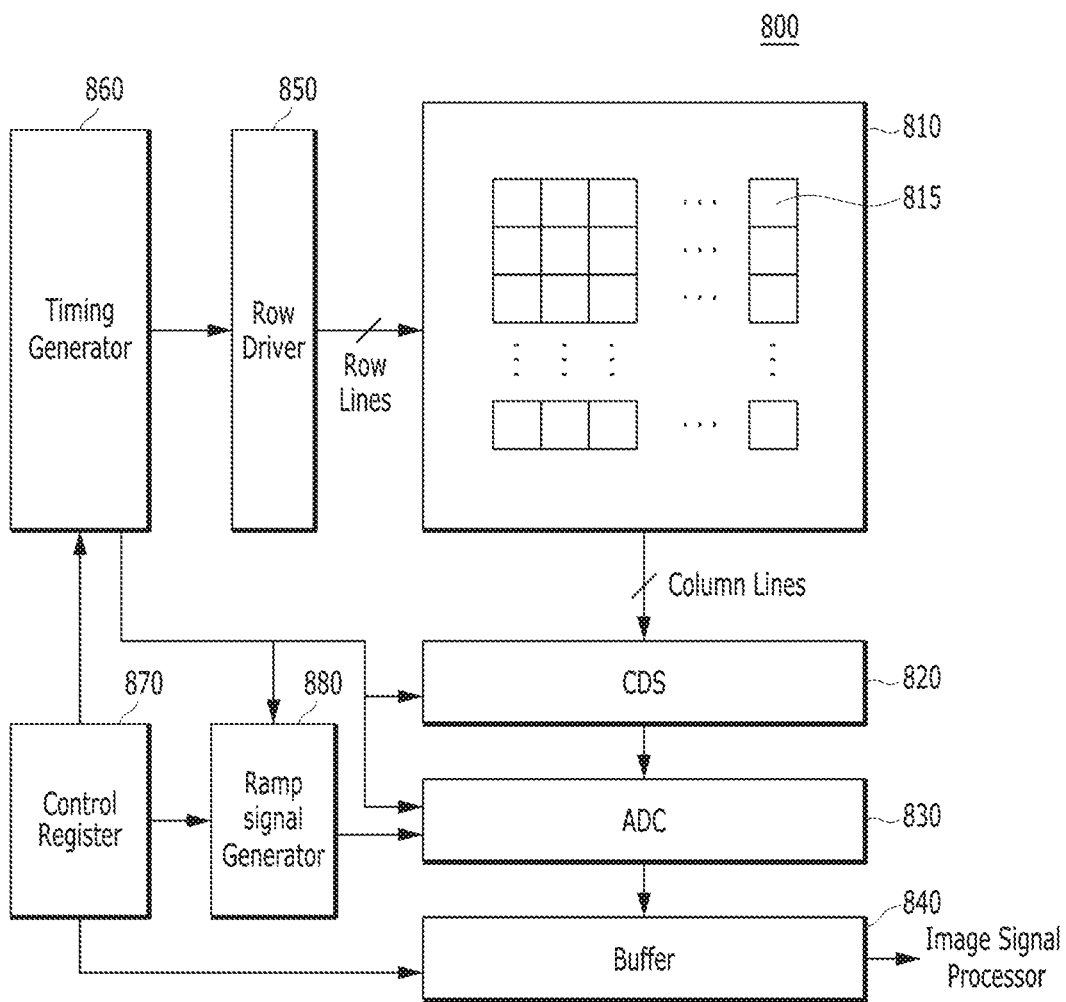 800
860
850
810
815
Timing
Generator
Row
Driver
Row
Lines
Column Lines
870
880
CDS
820
Control
Register
Ramp
signal
Generator
ADC
830
840
Buffer
Image Signal
Processor